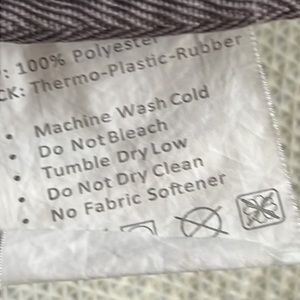 : 100% Polyester
CK: Thermo-Plastic-Rubber
• Machine Wash Cold
• Do Not Bleach
• Tumble Dry Low
• Do Not Dry Clean
• No Fabric Softener